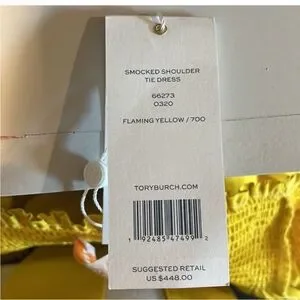 SMOCKED SHOULDER
TIE DRESS
66273
0320
FLAMING YELLOW / 700
TORYBURCH.COM
1 92485 47499 2
SUGGESTED RETAIL
US $448.00